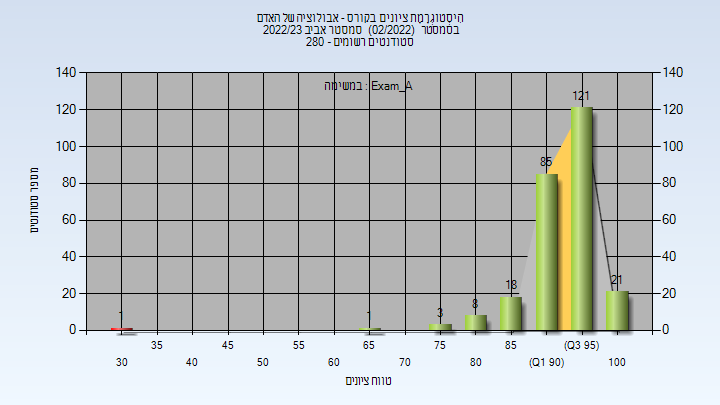 היסטוגרמת ציונים בקורס - אבולוציה של האדם
בסמסטר (02/2022) סמסטר אביב 2022/23
סטודנטים רשומים - 280
במשימה : Exam_A
מספר סטודנטים
140 140
120 120
100 100
80 80
60 60
40 40
20 20
0 0
1 1 3 8 18 85 121 21
35 45 55 65 75 85 (Q3 95)
30 40 50 60 70 80 (Q1 90) 100
טווח ציונים